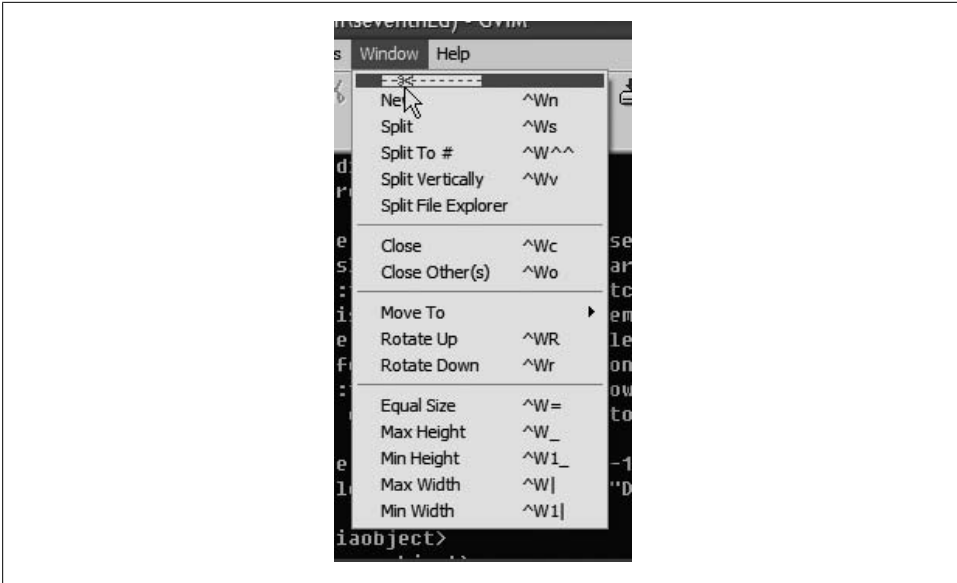 (seventhEd) - GVIM
s Window Help
New ^Wn
Split ^Ws
Split To # ^W^^
Split Vertically ^Wv
Split File Explorer
Close ^Wc
Close Other(s) ^Wo
Move To
Rotate Up ^WR
Rotate Down ^Wr
Equal Size ^W=
Max Height ^W_
Min Height ^W1_
Max Width ^W|
Min Width ^W1|
iaobject>